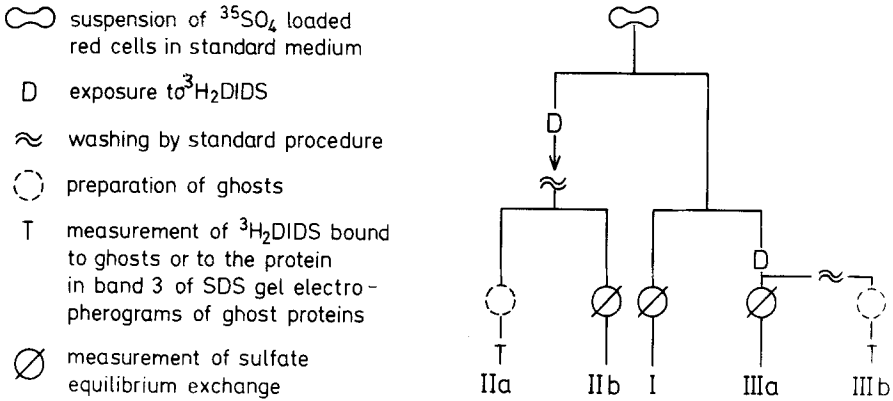 suspension of ³⁵SO₄ loaded
red cells in standard medium
D exposure to ³H₂DIDS
washing by standard procedure
preparation of ghosts
T measurement of ³H₂DIDS bound
to ghosts or to the protein
in band 3 of SDS gel electro-
pherograms of ghost proteins
measurement of sulfate
equilibrium exchange
D
D
T
T
IIa IIb I IIIa IIIb